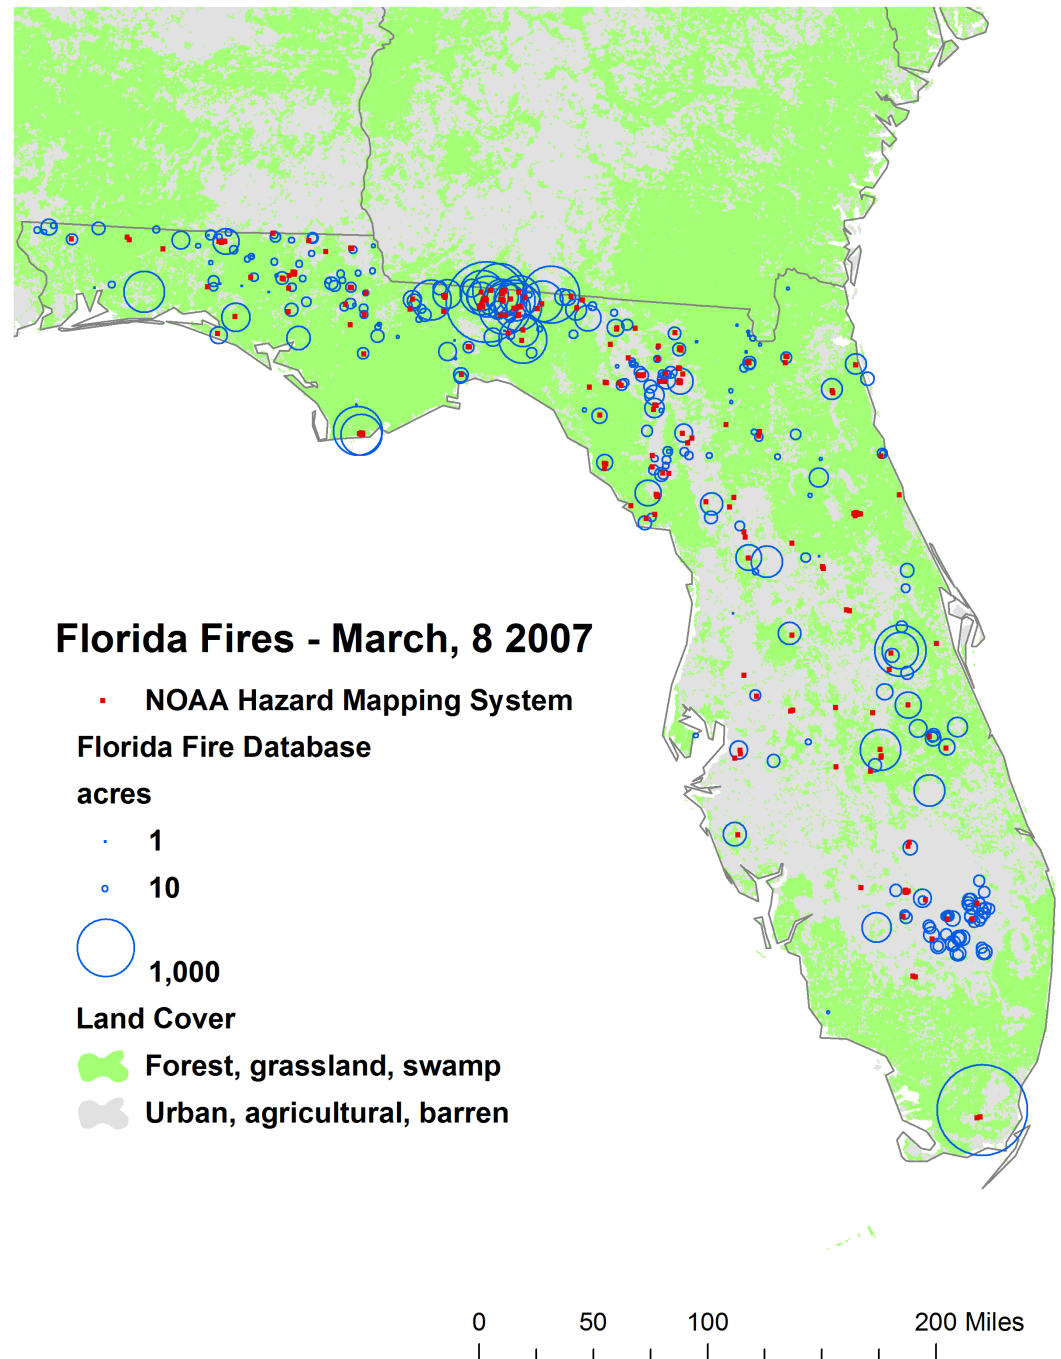 Florida Fires - March, 8 2007
NOAA Hazard Mapping System
Florida Fire Database
acres
1
10
1,000
Land Cover
Forest, grassland, swamp
Urban, agricultural, barren
0 50 100 200 Miles